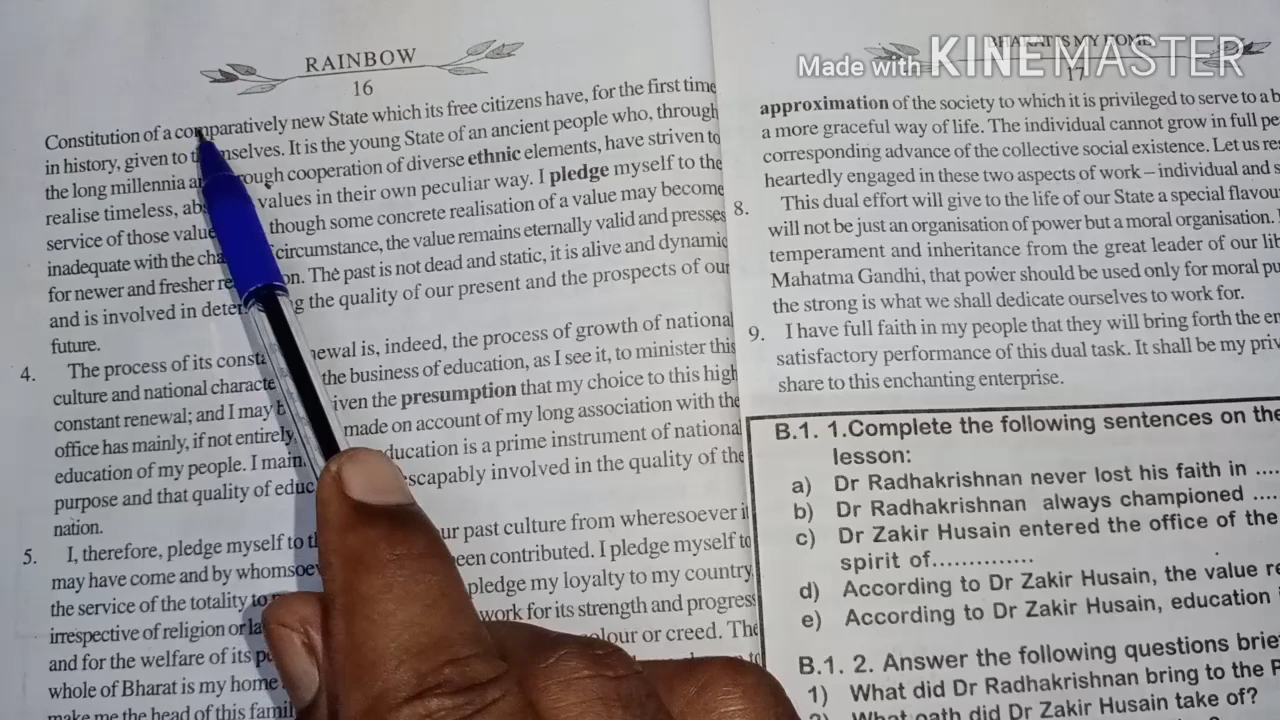 RAINBOW
16
Constitution of a comparatively new State which its free citizens have, for the first time
in history, given to themselves. It is the young State of an ancient people who, through
the long millennia and through cooperation of diverse ethnic elements, have striven to
realise timeless, values in their own peculiar way. I pledge myself to the
service of those though some concrete realisation of a value may become
inadequate with the circumstance, the value remains eternally valid and presses
for newer and fresher The past is not dead and static, it is alive and dynamic
and is involved in determining the quality of our present and the prospects of our
future.
4. The process of its renewal is, indeed, the process of growth of national
culture and national the business of education, as I see it, to minister this
constant renewal; and I may given the presumption that my choice to this high
office has mainly, if not entirely, made on account of my long association with the
education of my people. I education is a prime instrument of national
purpose and that quality of inescapably involved in the quality of the
nation.
5. I, therefore, pledge myself to our past culture from wheresoever it
may have come and by been contributed. I pledge myself to
the service of the totality pledge my loyalty to my country,
irrespective of religion or work for its strength and progress
and for the welfare of its colour or creed. The
whole of Bharat is my home
make me the head of this
BHARAT IS MY HOME
17
Made with KINEMASTER
approximation of the society to which it is privileged to serve to a
a more graceful way of life. The individual cannot grow in full
corresponding advance of the collective social existence. Let us
heartedly engaged in these two aspects of work – individual and
8. This dual effort will give to the life of our State a special
will not be just an organisation of power but a moral organisation.
temperament and inheritance from the great leader of our
Mahatma Gandhi, that power should be used only for moral
the strong is what we shall dedicate ourselves to work for.
9. I have full faith in my people that they will bring forth the
satisfactory performance of this dual task. It shall be my
share to this enchanting enterprise.
B.1. 1.Complete the following sentences on the
lesson:
a) Dr Radhakrishnan never lost his faith in ....
b) Dr Radhakrishnan always championed ....
c) Dr Zakir Husain entered the office of the
spirit of..............
d) According to Dr Zakir Husain, the value
e) According to Dr Zakir Husain, education
B.1. 2. Answer the following questions
1) What did Dr Radhakrishnan bring to the
2) What oath did Dr Zakir Husain take of?